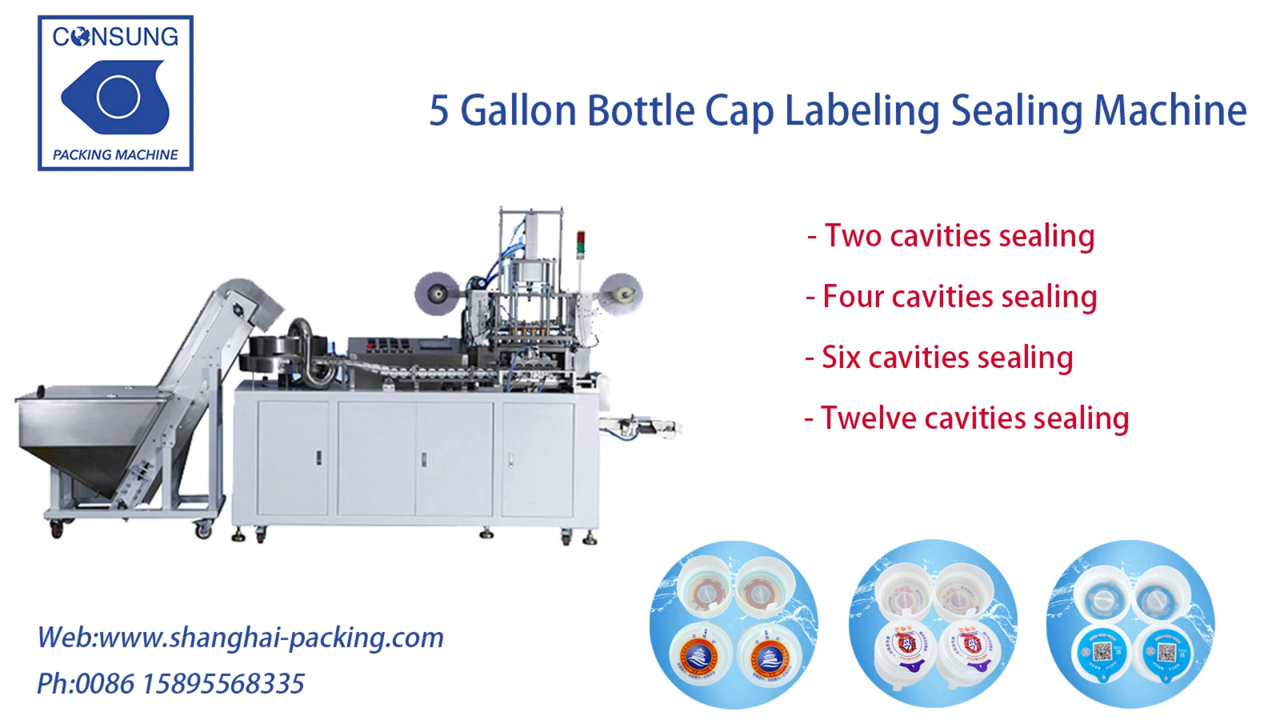 CONSUNG
PACKING MACHINE
5 Gallon Bottle Cap Labeling Sealing Machine
- Two cavities sealing
- Four cavities sealing
- Six cavities sealing
- Twelve cavities sealing
Web:www.shanghai-packing.com
Ph:0086 15895568335